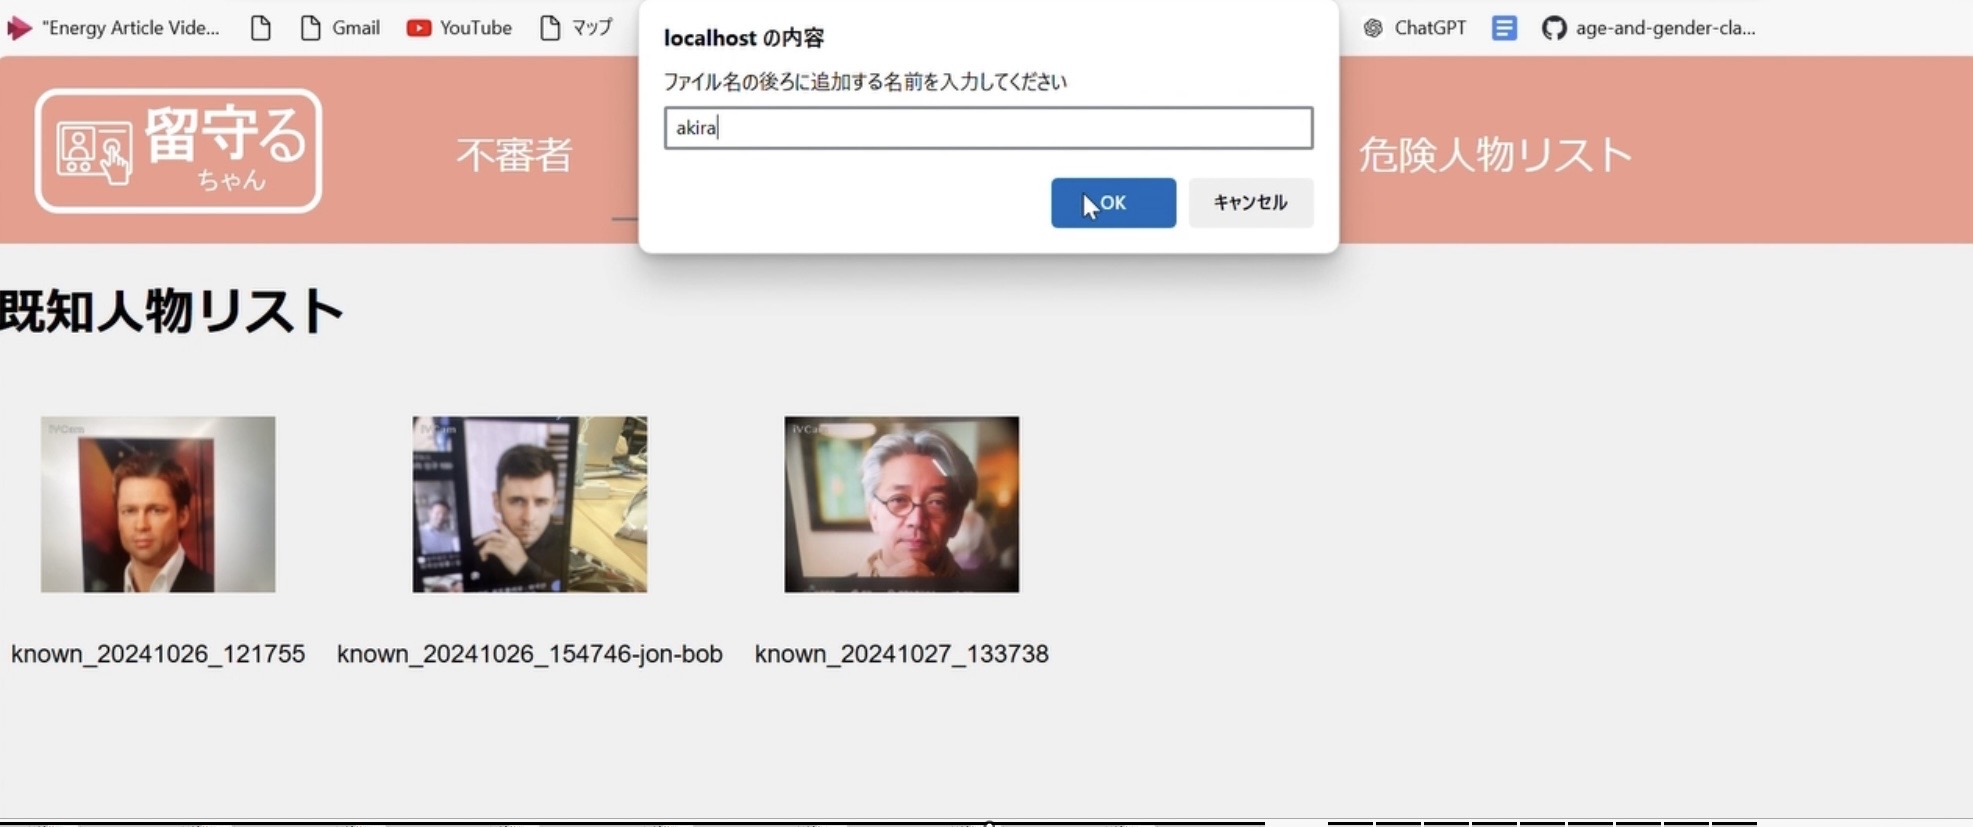 "Energy Article Vide...
Gmail
YouTube
マップ
ChatGPT
age-and-gender-cla...
localhost の内容
ファイル名の後ろに追加する名前を入力してください
akira
OK
キャンセル
留守る
ちゃん
不審者
危険人物リスト
既知人物リスト
iVCam
iVCam
known_20241026_121755
known_20241026_154746-jon-bob
known_20241027_133738